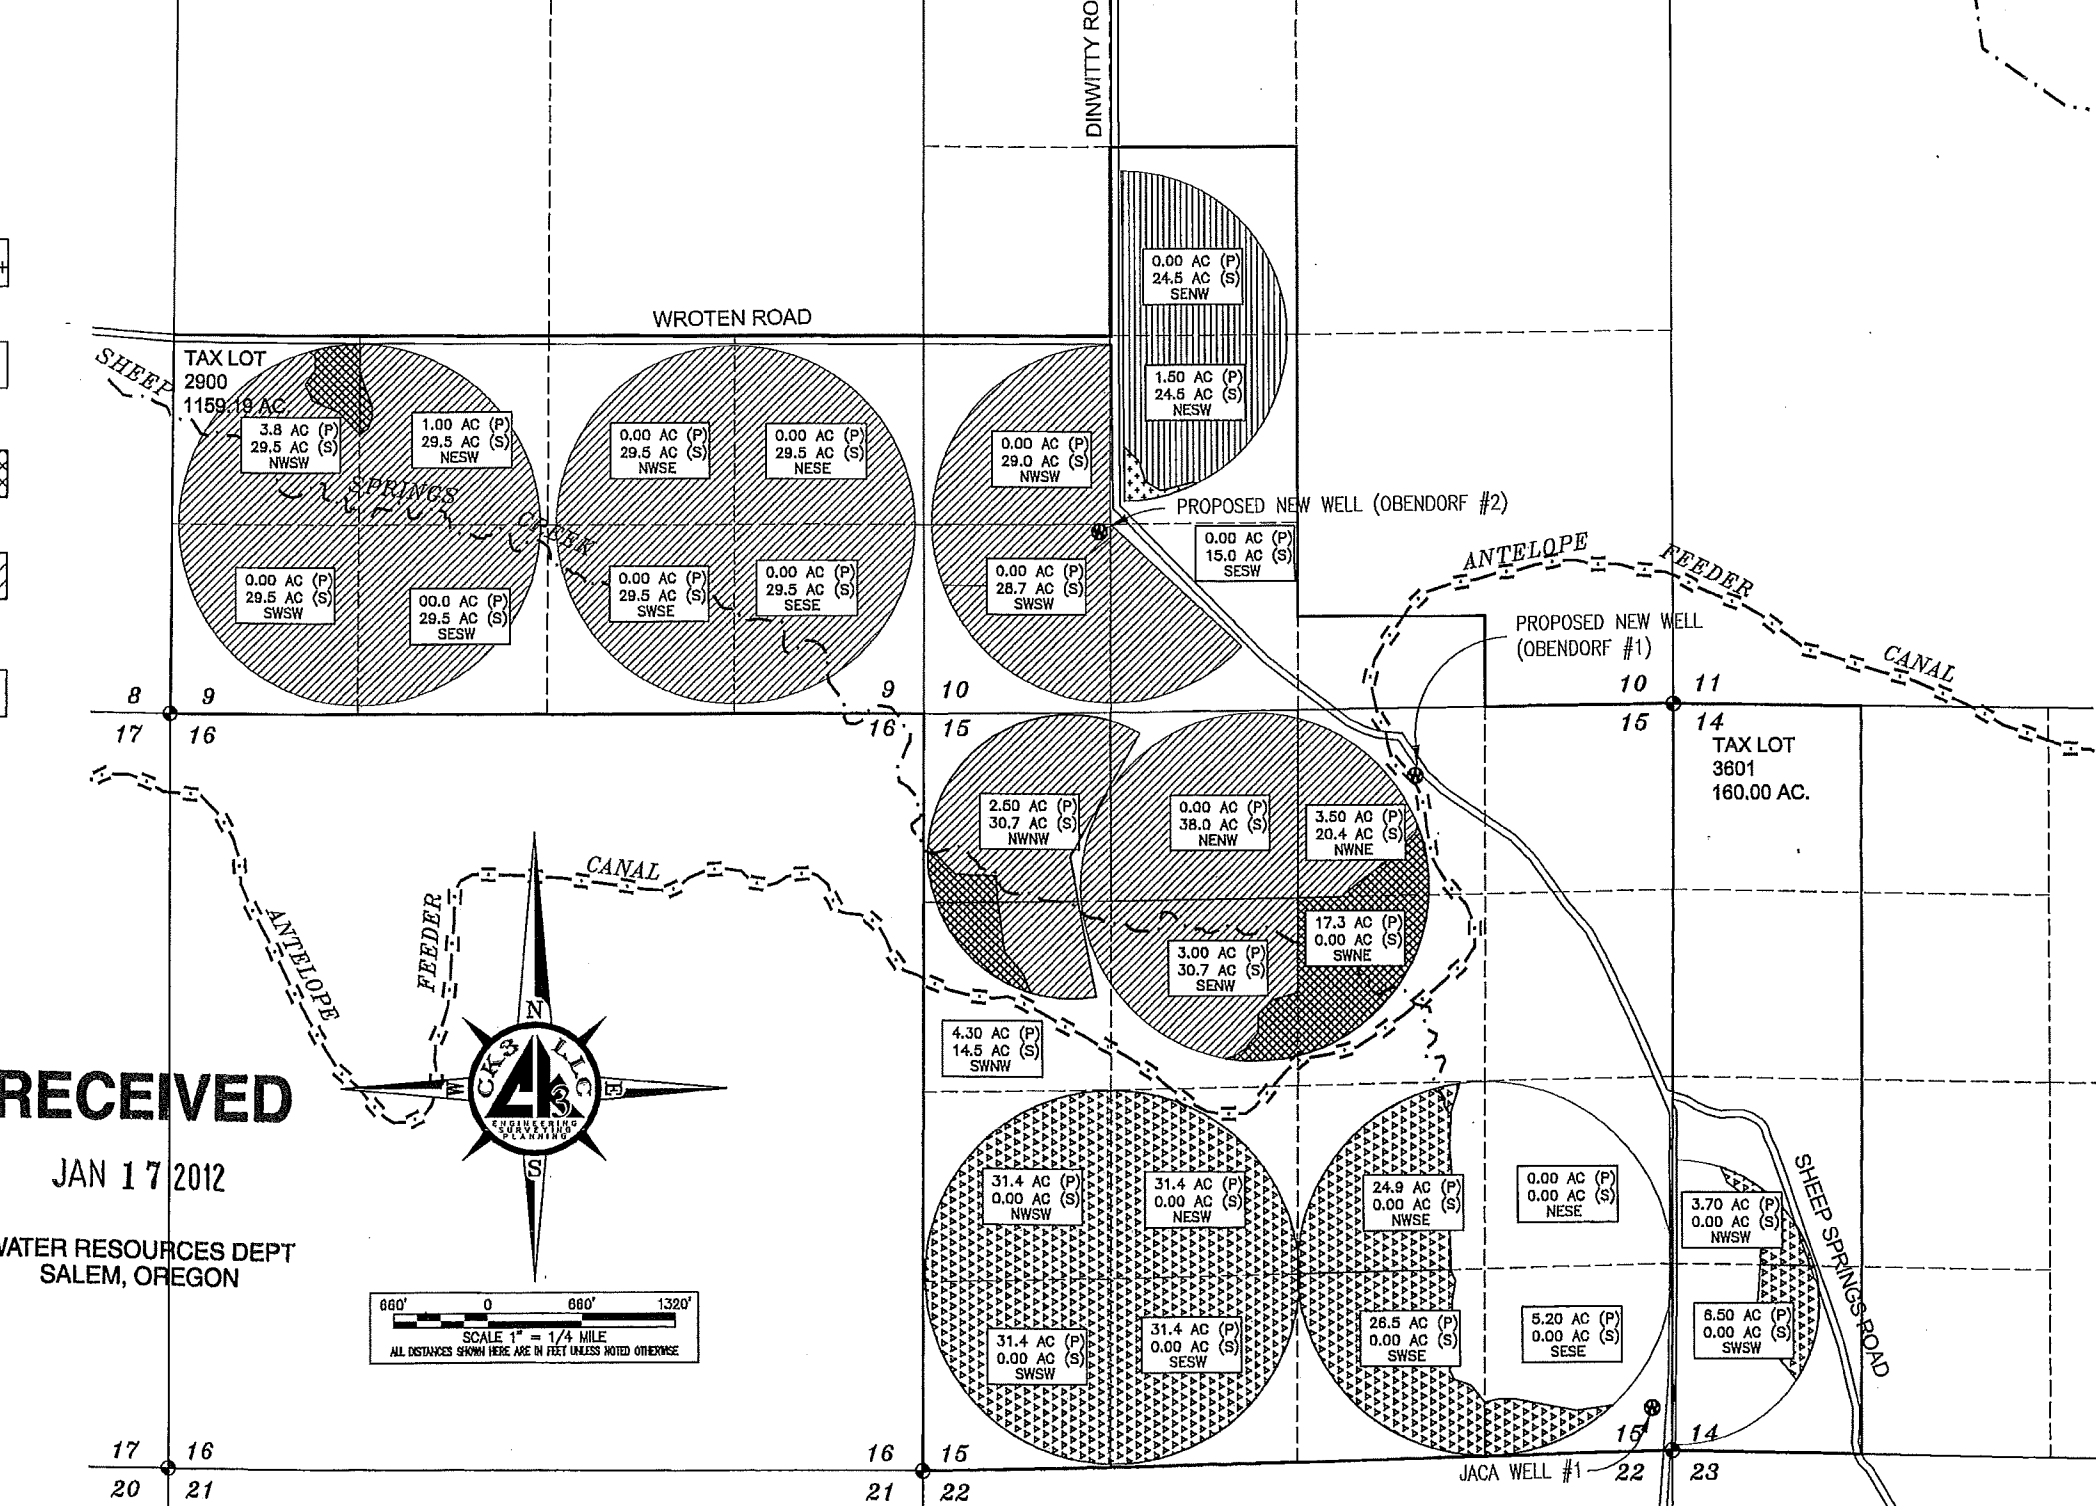 DINWITTY RO
0.00 AC (P)
24.5 AC (S)
SENW
WROTEN ROAD
1.50 AC (P)
24.5 AC (S)
NESW
SHEEP
TAX LOT
2900
1159.19 AC.
3.8 AC (P)
29.5 AC (S)
NWSW
1.00 AC (P)
29.5 AC (S)
NESW
0.00 AC (P)
29.5 AC (S)
NWSE
0.00 AC (P)
29.5 AC (S)
NESE
0.00 AC (P)
29.0 AC (S)
NWSW
SPRINGS
CREEK
PROPOSED NEW WELL (OBENDORF #2)
0.00 AC (P)
15.0 AC (S)
SESW
ANTELOPE
FEEDER
CANAL
0.00 AC (P)
29.5 AC (S)
SWSW
00.0 AC (P)
29.5 AC (S)
SESW
0.00 AC (P)
29.5 AC (S)
SWSE
0.00 AC (P)
29.5 AC (S)
SESE
0.00 AC (P)
28.7 AC (S)
SWSW
PROPOSED NEW WELL
(OBENDORF #1)
8 9
17 16
9 10
16 15
10 11
15 14
TAX LOT
3601
160.00 AC.
2.50 AC (P)
30.7 AC (S)
NWNW
0.00 AC (P)
38.0 AC (S)
NENW
3.50 AC (P)
20.4 AC (S)
NWNE
17.3 AC (P)
0.00 AC (S)
SWNE
3.00 AC (P)
30.7 AC (S)
SENW
4.30 AC (P)
14.5 AC (S)
SWNW
ANTELOPE
FEEDER
CANAL
N
W
E
S
CK3 LLC
CK3
ENGINEERING
SURVEYING
PLANNING
RECEIVED
JAN 17 2012
WATER RESOURCES DEPT
SALEM, OREGON
660' 0 660' 1320'
SCALE 1" = 1/4 MILE
ALL DISTANCES SHOWN HERE ARE IN FEET UNLESS NOTED OTHERWISE
31.4 AC (P)
0.00 AC (S)
NWSW
31.4 AC (P)
0.00 AC (S)
NESW
24.9 AC (P)
0.00 AC (S)
NWSE
0.00 AC (P)
0.00 AC (S)
NESE
3.70 AC (P)
0.00 AC (S)
NWSW
SHEEP SPRINGS ROAD
31.4 AC (P)
0.00 AC (S)
SWSW
31.4 AC (P)
0.00 AC (S)
SESW
26.5 AC (P)
0.00 AC (S)
SWSE
5.20 AC (P)
0.00 AC (S)
SESE
6.50 AC (P)
0.00 AC (S)
SWSW
17 16
20 21
16 15
21 22
15 14
22 23
JACA WELL #1